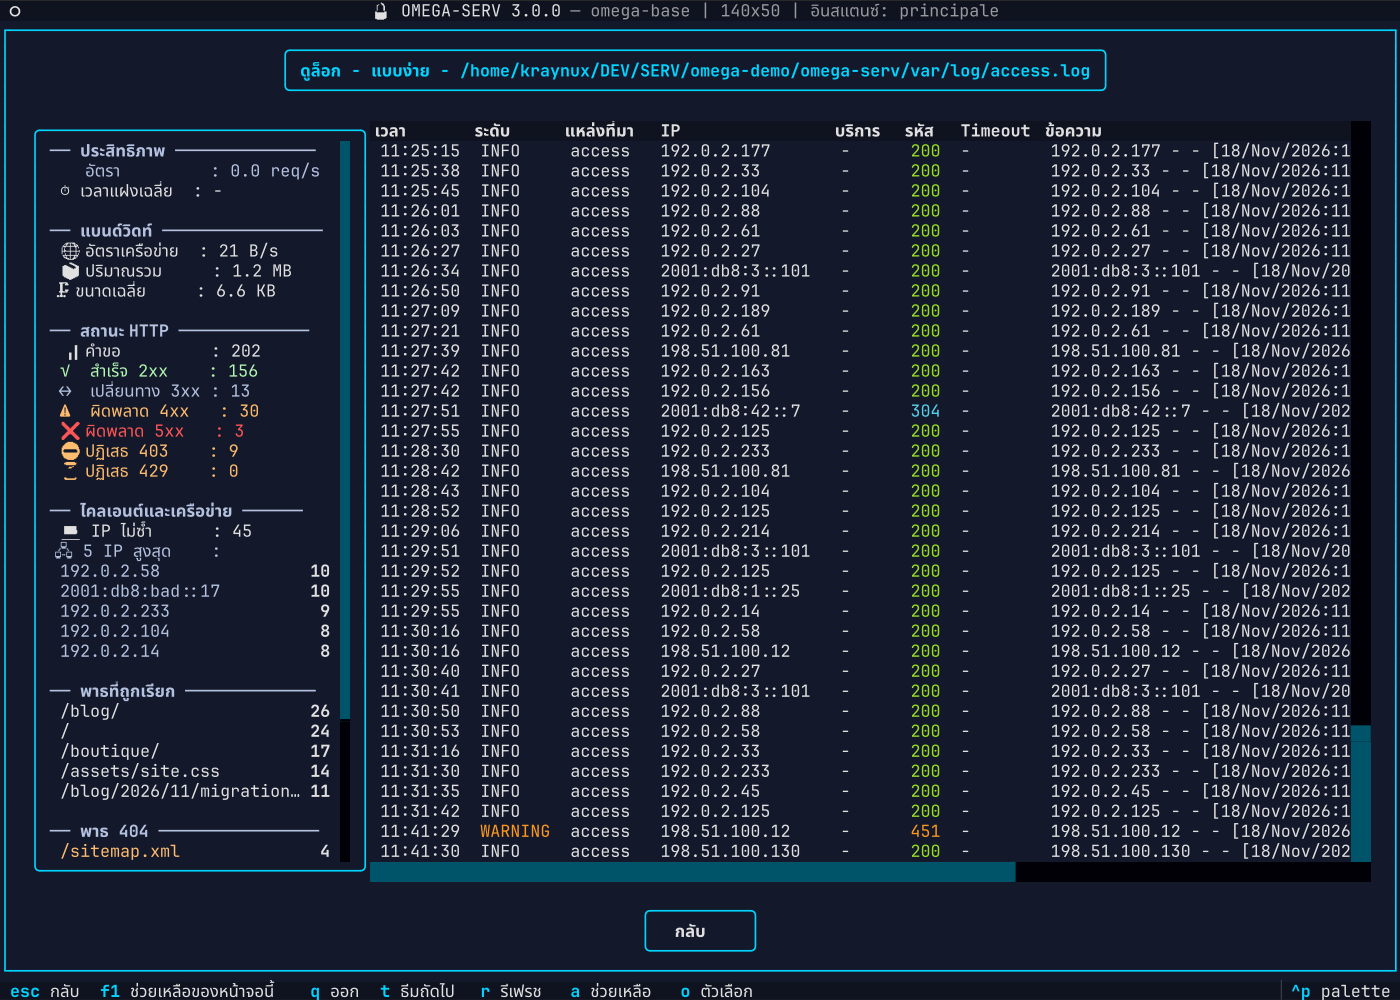 OMEGA-SERV 3.0.0 — omega-base | 140x50 | อินสแตนซ์: principale
ดูล็อก - แบบง่าย - /home/kraynux/DEV/SERV/omega-demo/omega-serv/var/log/access.log
ประสิทธิภาพ
อัตรา : 0.0 req/s
เวลาแฝงเฉลี่ย : -
แบนด์วิดท์
อัตราเครือข่าย : 21 B/s
ปริมาณรวม : 1.2 MB
ขนาดเฉลี่ย : 6.6 KB
สถานะ HTTP
คำขอ : 202
√ สำเร็จ 2xx : 156
↔ เปลี่ยนทาง 3xx : 13
⚠ ผิดพลาด 4xx : 30
❌ ผิดพลาด 5xx : 3
⛔ ปฏิเสธ 403 : 9
ปฏิเสธ 429 : 0
ไคลเอนต์และเครือข่าย
IP ไม่ซ้ำ : 45
5 IP สูงสุด :
192.0.2.58 10
2001:db8:bad::17 10
192.0.2.233 9
192.0.2.104 8
192.0.2.14 8
พาธที่ถูกเรียก
/blog/ 26
/ 24
/boutique/ 17
/assets/site.css 14
/blog/2026/11/migration… 11
พาธ 404
/sitemap.xml 4
เวลา ระดับ แหล่งที่มา IP บริการ รหัส Timeout ข้อความ
11:25:15 INFO access 192.0.2.177 - 200 - 192.0.2.177 - - [18/Nov/2026:1
11:25:38 INFO access 192.0.2.33 - 200 - 192.0.2.33 - - [18/Nov/2026:11
11:25:45 INFO access 192.0.2.104 - 200 - 192.0.2.104 - - [18/Nov/2026:1
11:26:01 INFO access 192.0.2.88 - 200 - 192.0.2.88 - - [18/Nov/2026:11
11:26:03 INFO access 192.0.2.61 - 200 - 192.0.2.61 - - [18/Nov/2026:11
11:26:27 INFO access 192.0.2.27 - 200 - 192.0.2.27 - - [18/Nov/2026:11
11:26:34 INFO access 2001:db8:3::101 - 200 - 2001:db8:3::101 - - [18/Nov/20
11:26:50 INFO access 192.0.2.91 - 200 - 192.0.2.91 - - [18/Nov/2026:11
11:27:09 INFO access 192.0.2.189 - 200 - 192.0.2.189 - - [18/Nov/2026:1
11:27:21 INFO access 192.0.2.61 - 200 - 192.0.2.61 - - [18/Nov/2026:11
11:27:39 INFO access 198.51.100.81 - 200 - 198.51.100.81 - - [18/Nov/2026
11:27:42 INFO access 192.0.2.163 - 200 - 192.0.2.163 - - [18/Nov/2026:1
11:27:42 INFO access 192.0.2.156 - 200 - 192.0.2.156 - - [18/Nov/2026:1
11:27:51 INFO access 2001:db8:42::7 - 304 - 2001:db8:42::7 - - [18/Nov/202
11:27:55 INFO access 192.0.2.125 - 200 - 192.0.2.125 - - [18/Nov/2026:1
11:28:30 INFO access 192.0.2.233 - 200 - 192.0.2.233 - - [18/Nov/2026:1
11:28:42 INFO access 198.51.100.81 - 200 - 198.51.100.81 - - [18/Nov/2026
11:28:43 INFO access 192.0.2.104 - 200 - 192.0.2.104 - - [18/Nov/2026:1
11:28:52 INFO access 192.0.2.125 - 200 - 192.0.2.125 - - [18/Nov/2026:1
11:29:06 INFO access 192.0.2.214 - 200 - 192.0.2.214 - - [18/Nov/2026:1
11:29:51 INFO access 2001:db8:3::101 - 200 - 2001:db8:3::101 - - [18/Nov/20
11:29:52 INFO access 192.0.2.125 - 200 - 192.0.2.125 - - [18/Nov/2026:1
11:29:55 INFO access 2001:db8:1::25 - 200 - 2001:db8:1::25 - - [18/Nov/202
11:29:55 INFO access 192.0.2.14 - 200 - 192.0.2.14 - - [18/Nov/2026:11
11:30:16 INFO access 192.0.2.58 - 200 - 192.0.2.58 - - [18/Nov/2026:11
11:30:16 INFO access 198.51.100.12 - 200 - 198.51.100.12 - - [18/Nov/2026
11:30:40 INFO access 192.0.2.27 - 200 - 192.0.2.27 - - [18/Nov/2026:11
11:30:41 INFO access 2001:db8:3::101 - 200 - 2001:db8:3::101 - - [18/Nov/20
11:30:50 INFO access 192.0.2.88 - 200 - 192.0.2.88 - - [18/Nov/2026:11
11:30:53 INFO access 192.0.2.58 - 200 - 192.0.2.58 - - [18/Nov/2026:11
11:31:16 INFO access 192.0.2.33 - 200 - 192.0.2.33 - - [18/Nov/2026:11
11:31:30 INFO access 192.0.2.233 - 200 - 192.0.2.233 - - [18/Nov/2026:1
11:31:35 INFO access 192.0.2.45 - 200 - 192.0.2.45 - - [18/Nov/2026:11
11:31:42 INFO access 192.0.2.125 - 200 - 192.0.2.125 - - [18/Nov/2026:1
11:41:29 WARNING access 198.51.100.12 - 451 - 198.51.100.12 - - [18/Nov/2026
11:41:30 INFO access 198.51.100.130 - 200 - 198.51.100.130 - - [18/Nov/202
กลับ
esc กลับ f1 ช่วยเหลือของหน้าจอนี้ q ออก t ธีมถัดไป r รีเฟรช a ช่วยเหลือ o ตัวเลือก ^p palette